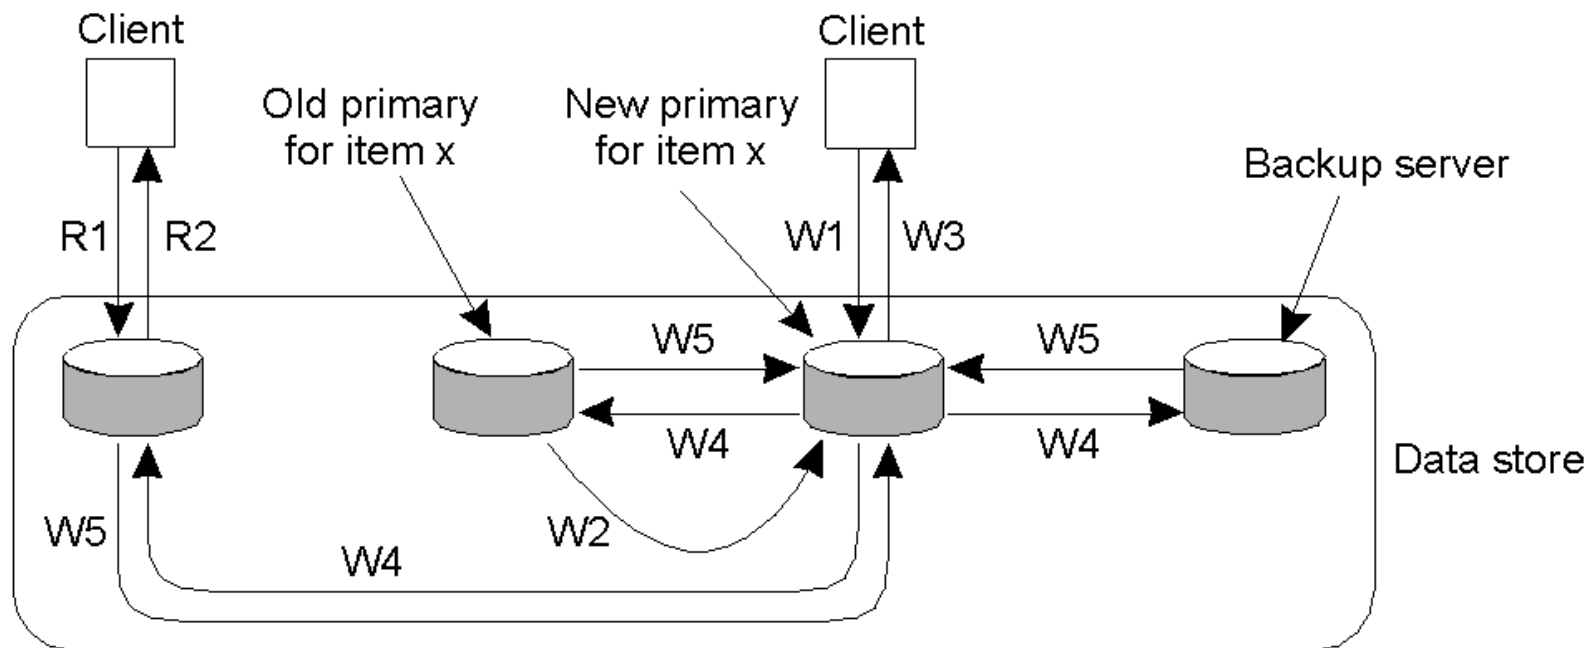 Client
Client
Old primary
for item x
New primary
for item x
Backup server
R1
R2
W1
W3
W5
W5
W4
W4
Data store
W5
W2
W4